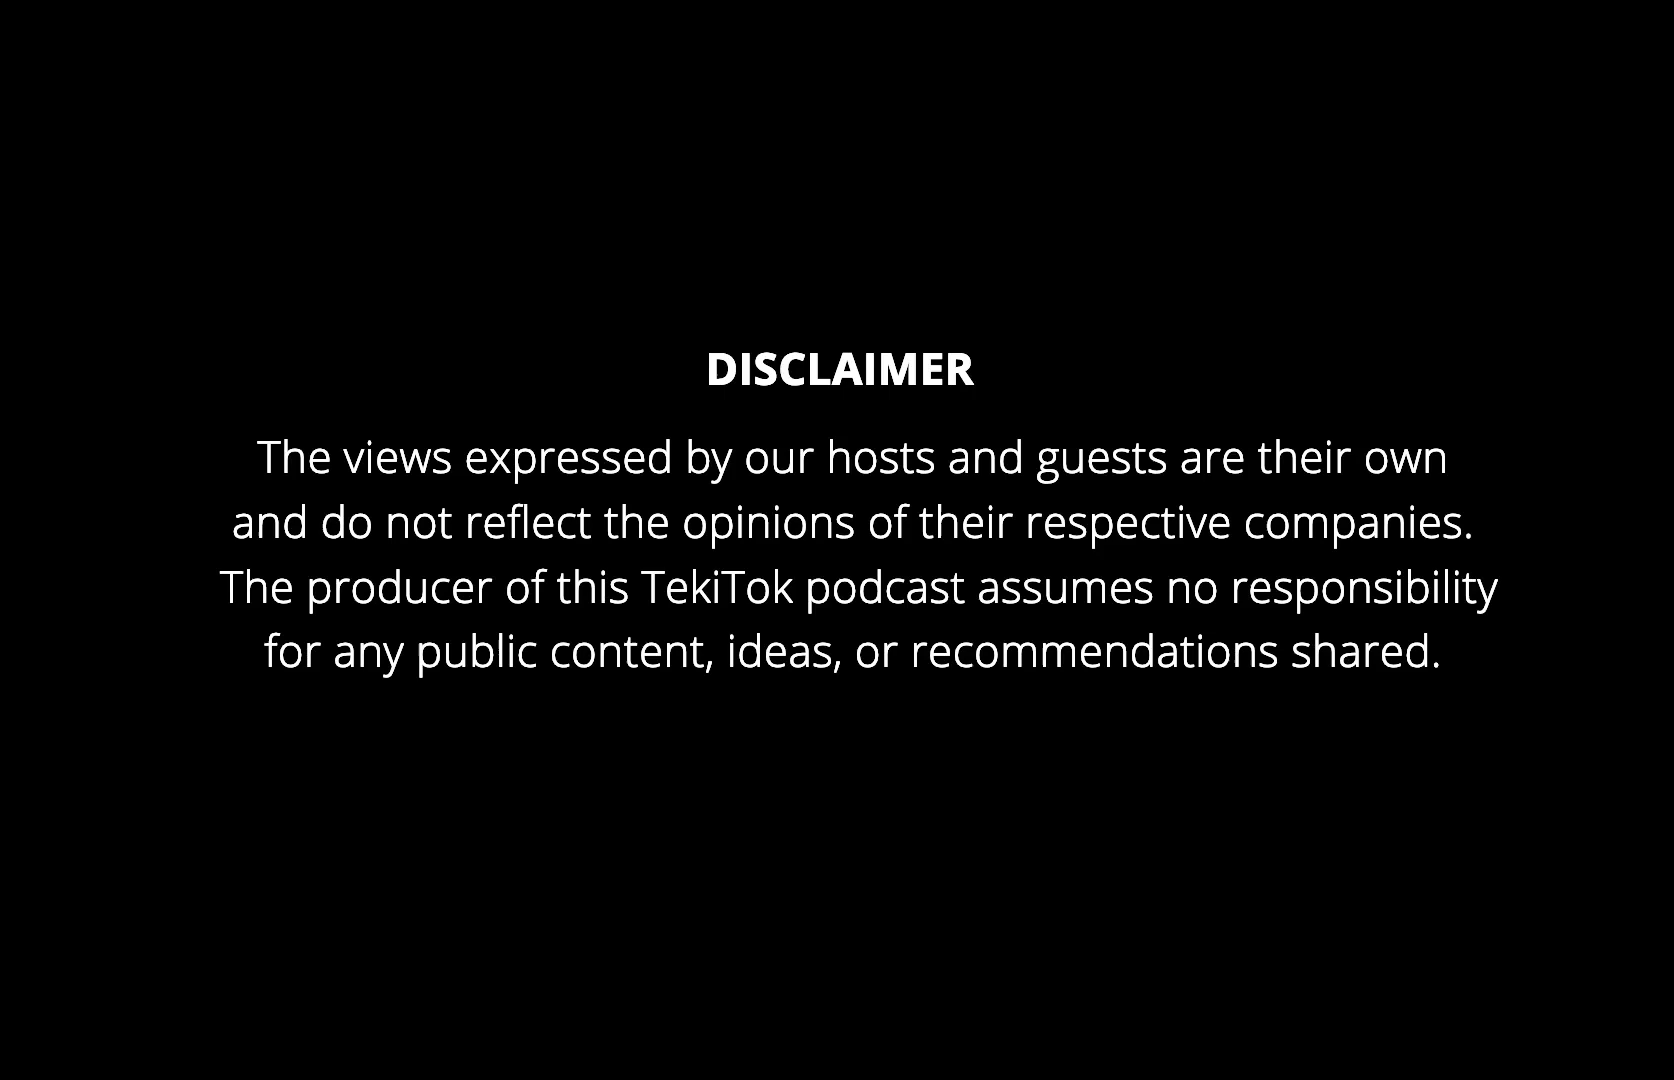 DISCLAIMER
The views expressed by our hosts and guests are their own
and do not reflect the opinions of their respective companies.
The producer of this TekiTok podcast assumes no responsibility
for any public content, ideas, or recommendations shared.